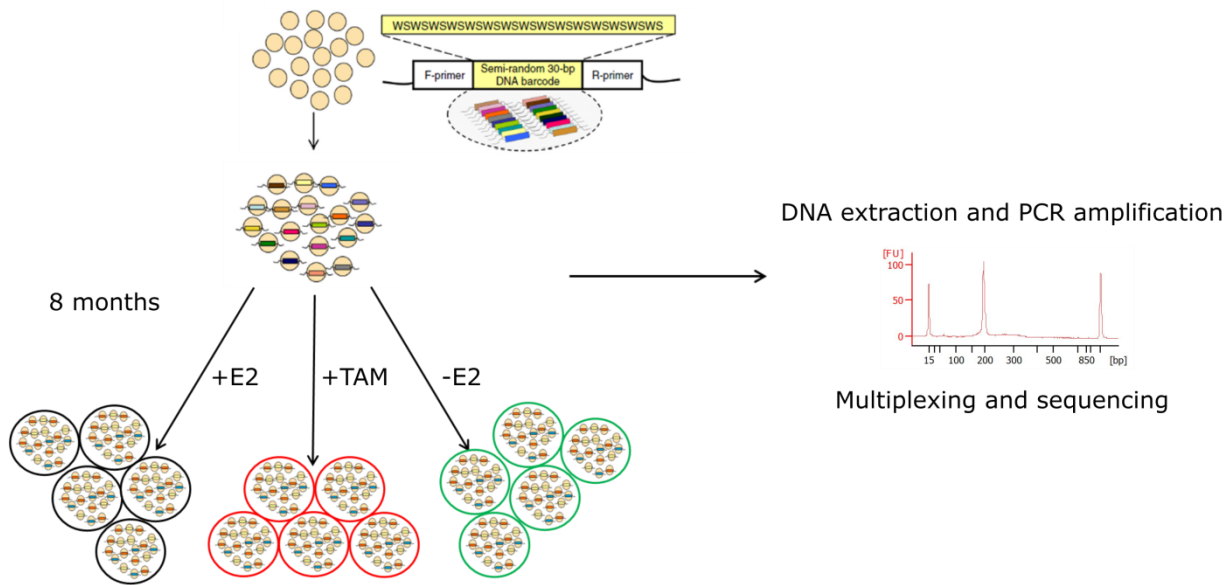 WSWSWSWSWSWSWSWSWSWSWSWSWSWSWS
F-primer
Semi-random 30-bp
DNA barcode
R-primer
8 months
+E2
+TAM
-E2
DNA extraction and PCR amplification
[FU]
100
50
0
15 100 200 300 500 850 [bp]
Multiplexing and sequencing